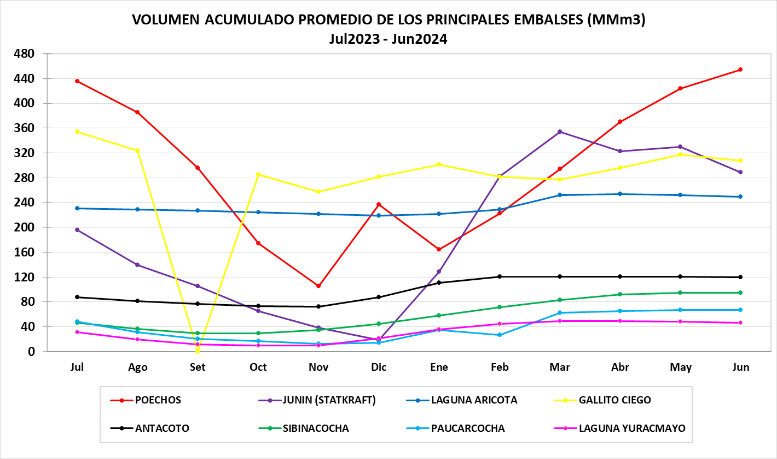 VOLUMEN ACUMULADO PROMEDIO DE LOS PRINCIPALES EMBALSES (MMm3)
Jul2023 - Jun2024
480
440
400
360
320
280
240
200
160
120
80
40
0
Jul Ago Set Oct Nov Dic Ene Feb Mar Abr May Jun
POECHOS JUNIN (STATKRAFT) LAGUNA ARICOTA GALLITO CIEGO
ANTACOTO SIBINACOCHA PAUCARCOCHA LAGUNA YURACMAYO